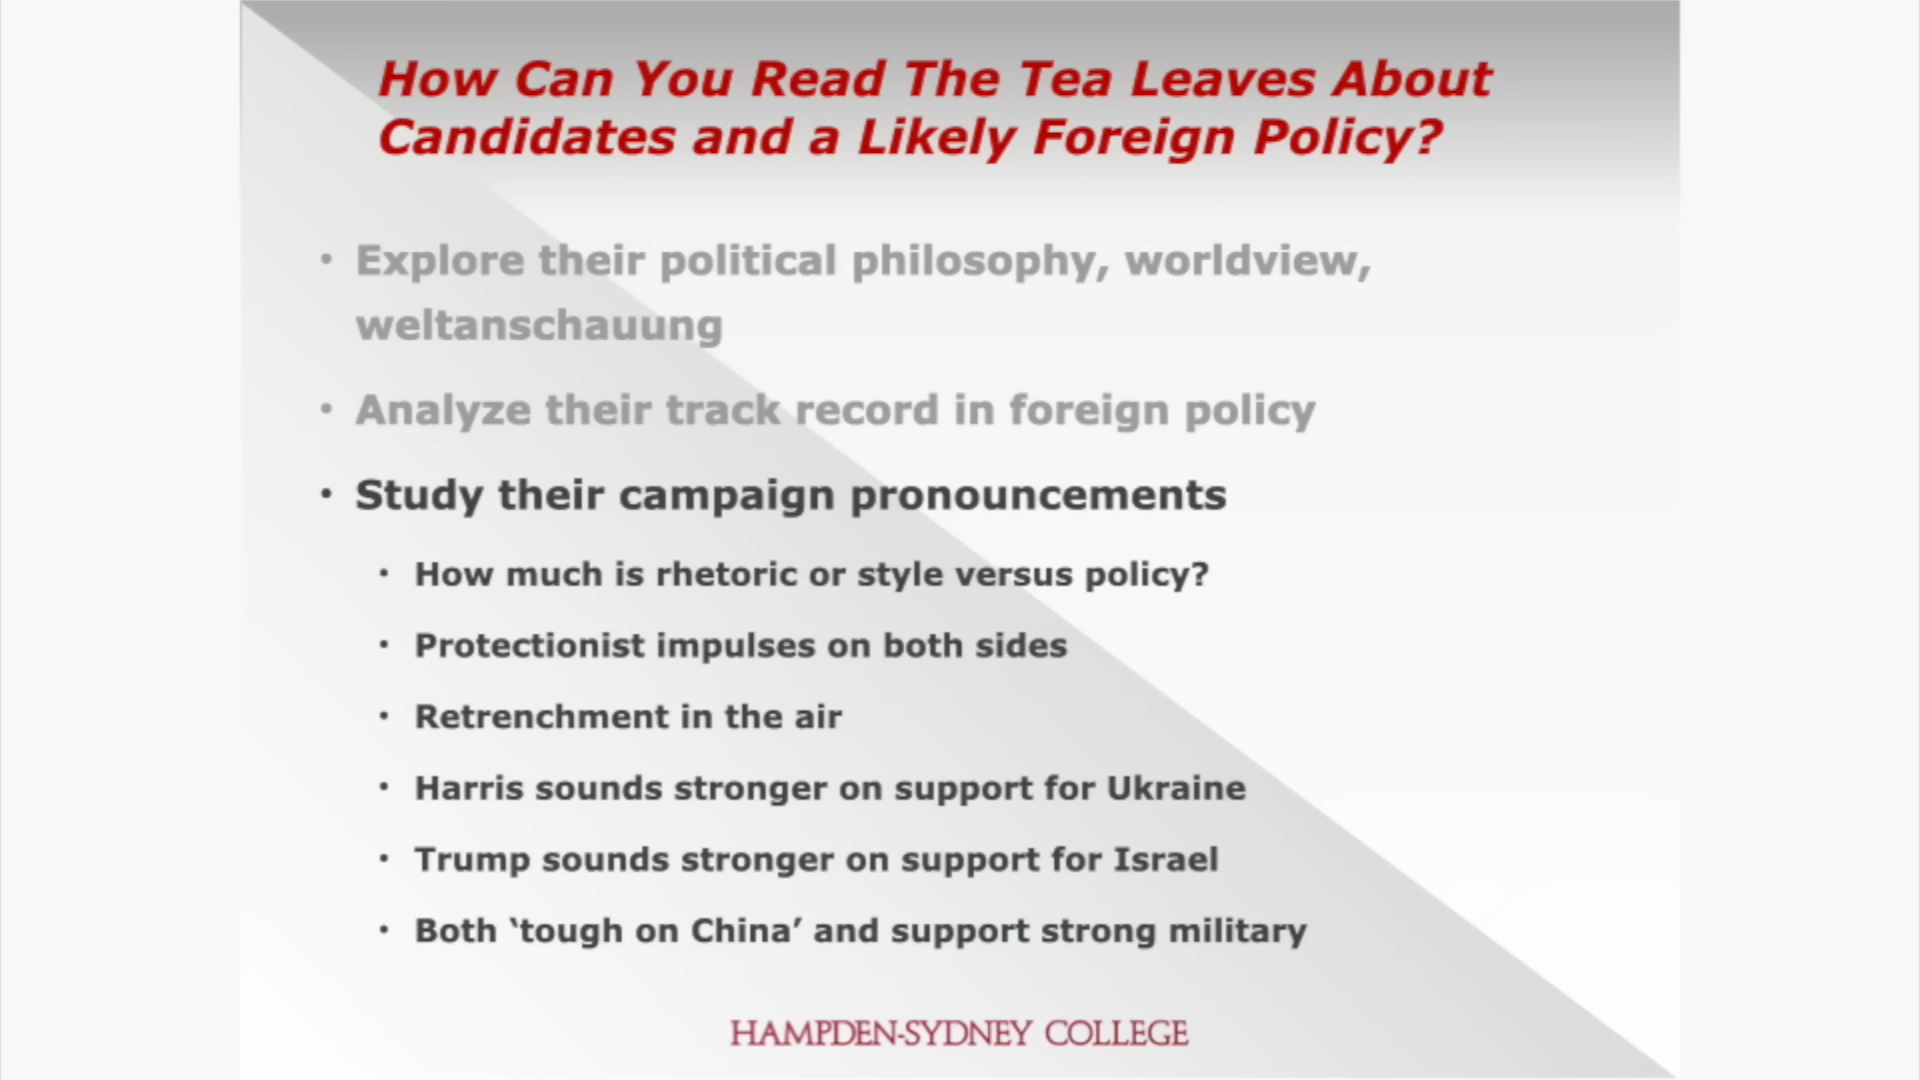 How Can You Read The Tea Leaves About
Candidates and a Likely Foreign Policy?
• Explore their political philosophy, worldview,
weltanschauung
• Analyze their track record in foreign policy
• Study their campaign pronouncements
• How much is rhetoric or style versus policy?
• Protectionist impulses on both sides
• Retrenchment in the air
• Harris sounds stronger on support for Ukraine
• Trump sounds stronger on support for Israel
• Both ‘tough on China’ and support strong military
HAMPDEN-SYDNEY COLLEGE